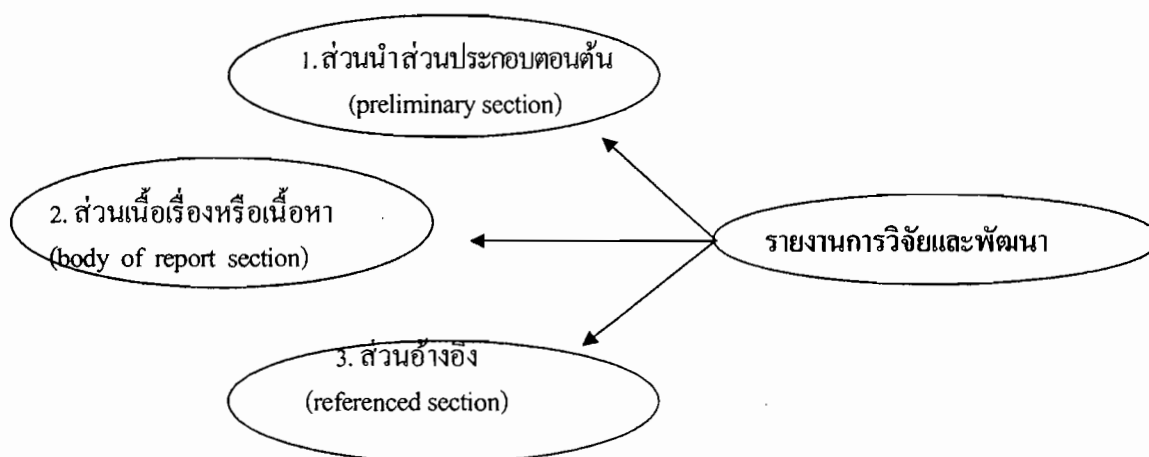 1. ส่วนนำส่วนประกอบตอนต้น
(preliminary section)
2. ส่วนเนื้อเรื่องหรือเนื้อหา
(body of report section)
รายงานการวิจัยและพัฒนา
3. ส่วนอ้างอิง
(referenced section)